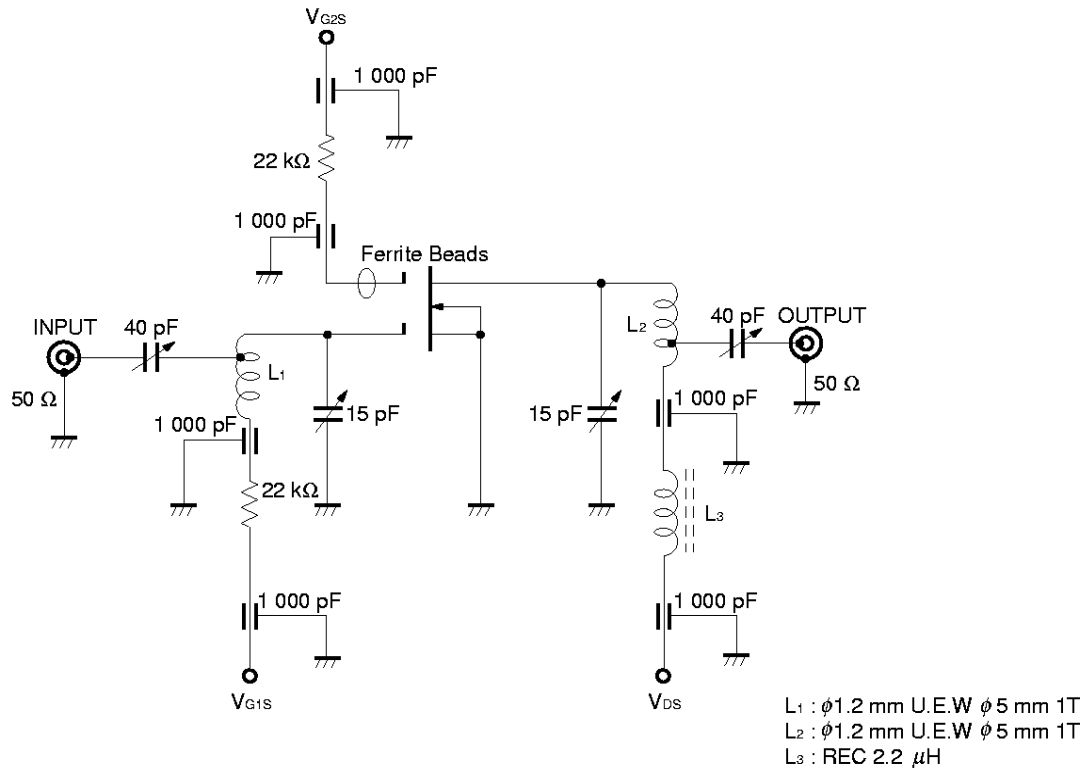 VG2S
1 000 pF
22 kΩ
1 000 pF
Ferrite Beads
INPUT
40 pF
L1
50 Ω
15 pF
1 000 pF
22 kΩ
1 000 pF
VG1S
L2
40 pF
OUTPUT
50 Ω
15 pF
1 000 pF
L3
1 000 pF
VDS
L1 : ϕ1.2 mm U.E.W ϕ5 mm 1T
L2 : ϕ1.2 mm U.E.W ϕ5 mm 1T
L3 : REC 2.2 µH